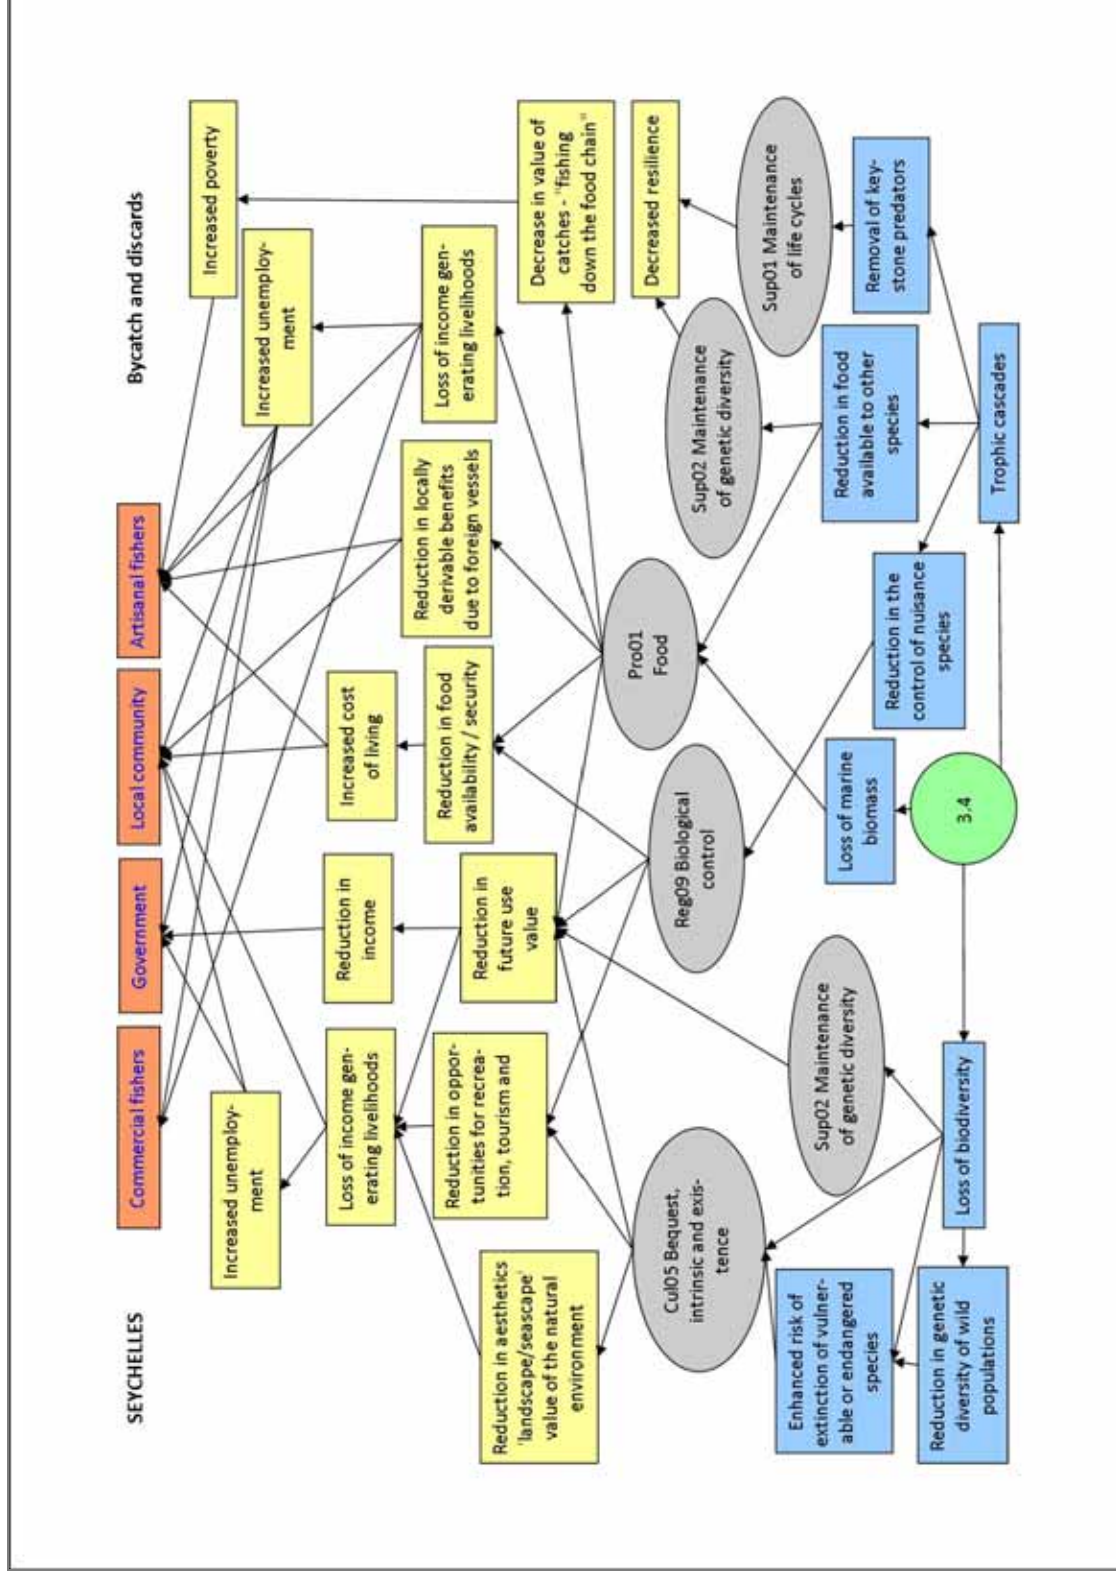 SEYCHELLES
Bycatch and discards
Commercial fishers
Government
Local community
Artisanal fishers
Increased unemploy-
ment
Increased unemploy-
ment
Increased poverty
Loss of income gen-
erating livelihoods
Reduction in
income
Increased cost
of living
Reduction in aesthetics
'landscape/seascape'
value of the natural
environment
Reduction in oppor-
tunities for recrea-
tion, tourism and
Reduction in
future use
value
Reduction in food
availability / security
Reduction in locally
derivable benefits
due to foreign vessels
Loss of income gen-
erating livelihoods
Decrease in value of
catches - "fishing
down the food chain"
Decreased resilience
Cul05 Bequest,
intrinsic and exis-
tence
Reg09 Biological
control
Pro01
Food
Sup02 Maintenance
of genetic diversity
Sup01 Maintenance
of life cycles
Sup02 Maintenance
of genetic diversity
Enhanced risk of
extinction of vulner-
able or endangered
species
Loss of marine
biomass
Reduction in the
control of nuisance
species
Reduction in food
available to other
species
Removal of key-
stone predators
Reduction in genetic
diversity of wild
populations
Loss of biodiversity
3.4
Trophic cascades